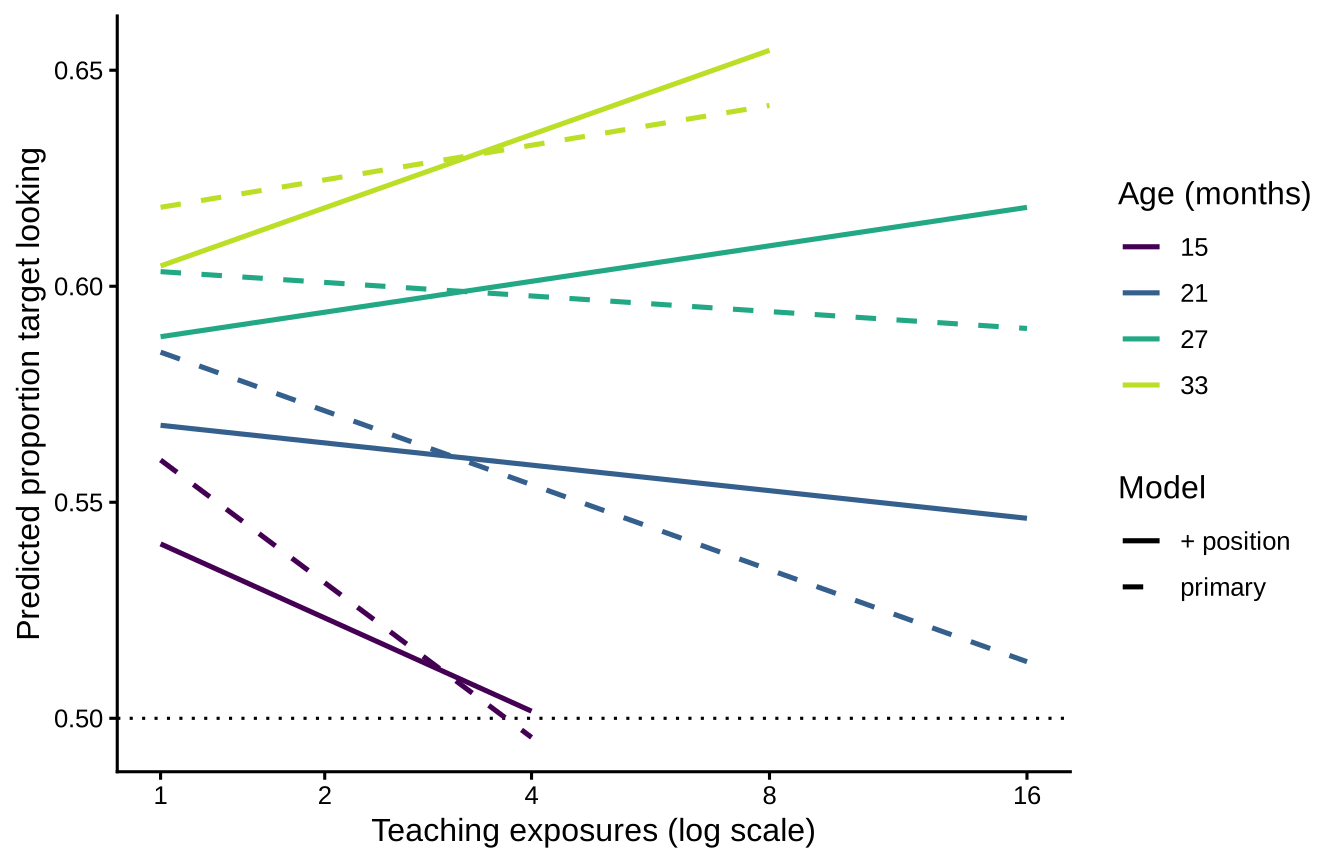 0.65
0.60
0.55
0.50
Predicted proportion target looking
1 2 4 8 16
Teaching exposures (log scale)
Age (months)
15
21
27
33
Model
+ position
primary